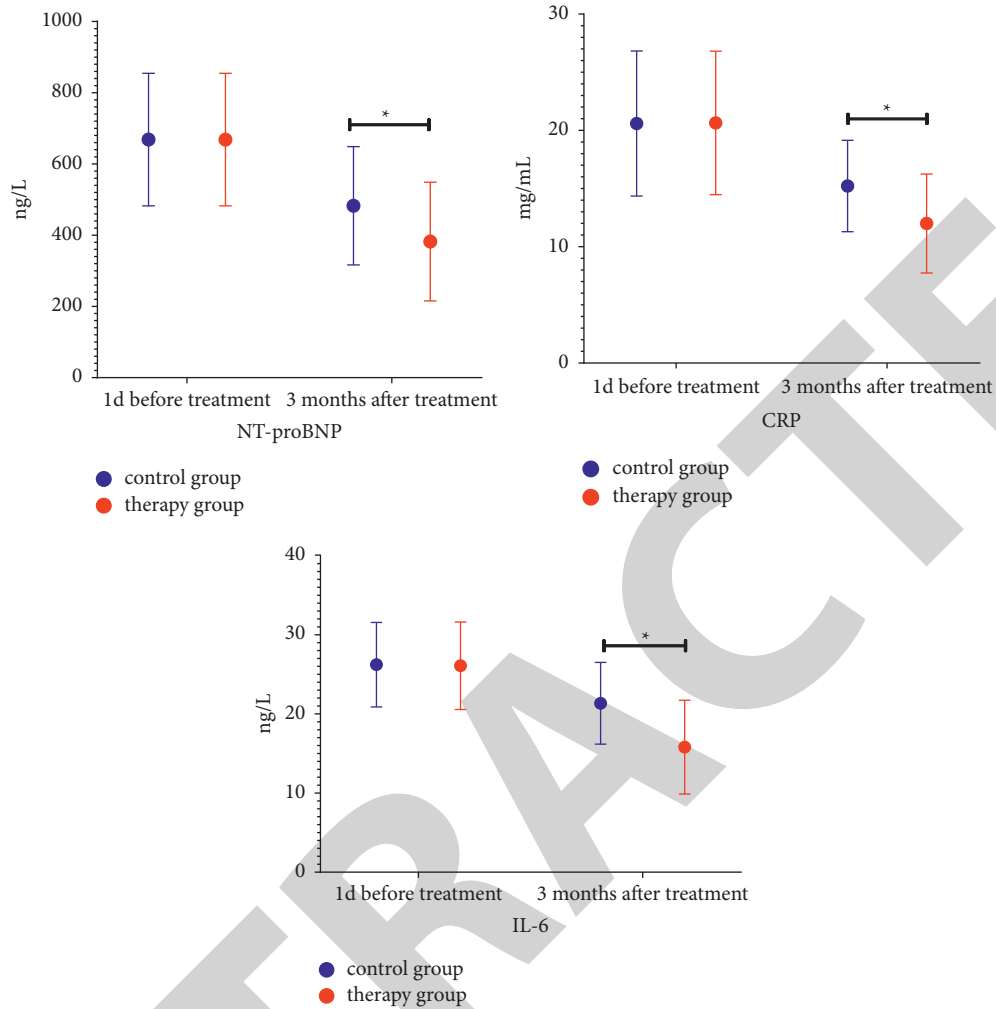 1000
800
600
400
200
0
ng/L
*
1d before treatment 3 months after treatment
NT-proBNP
control group
therapy group
30
20
10
0
mg/mL
*
1d before treatment 3 months after treatment
CRP
control group
therapy group
40
30
20
10
0
ng/L
*
1d before treatment 3 months after treatment
IL-6
control group
therapy group
TRACTE